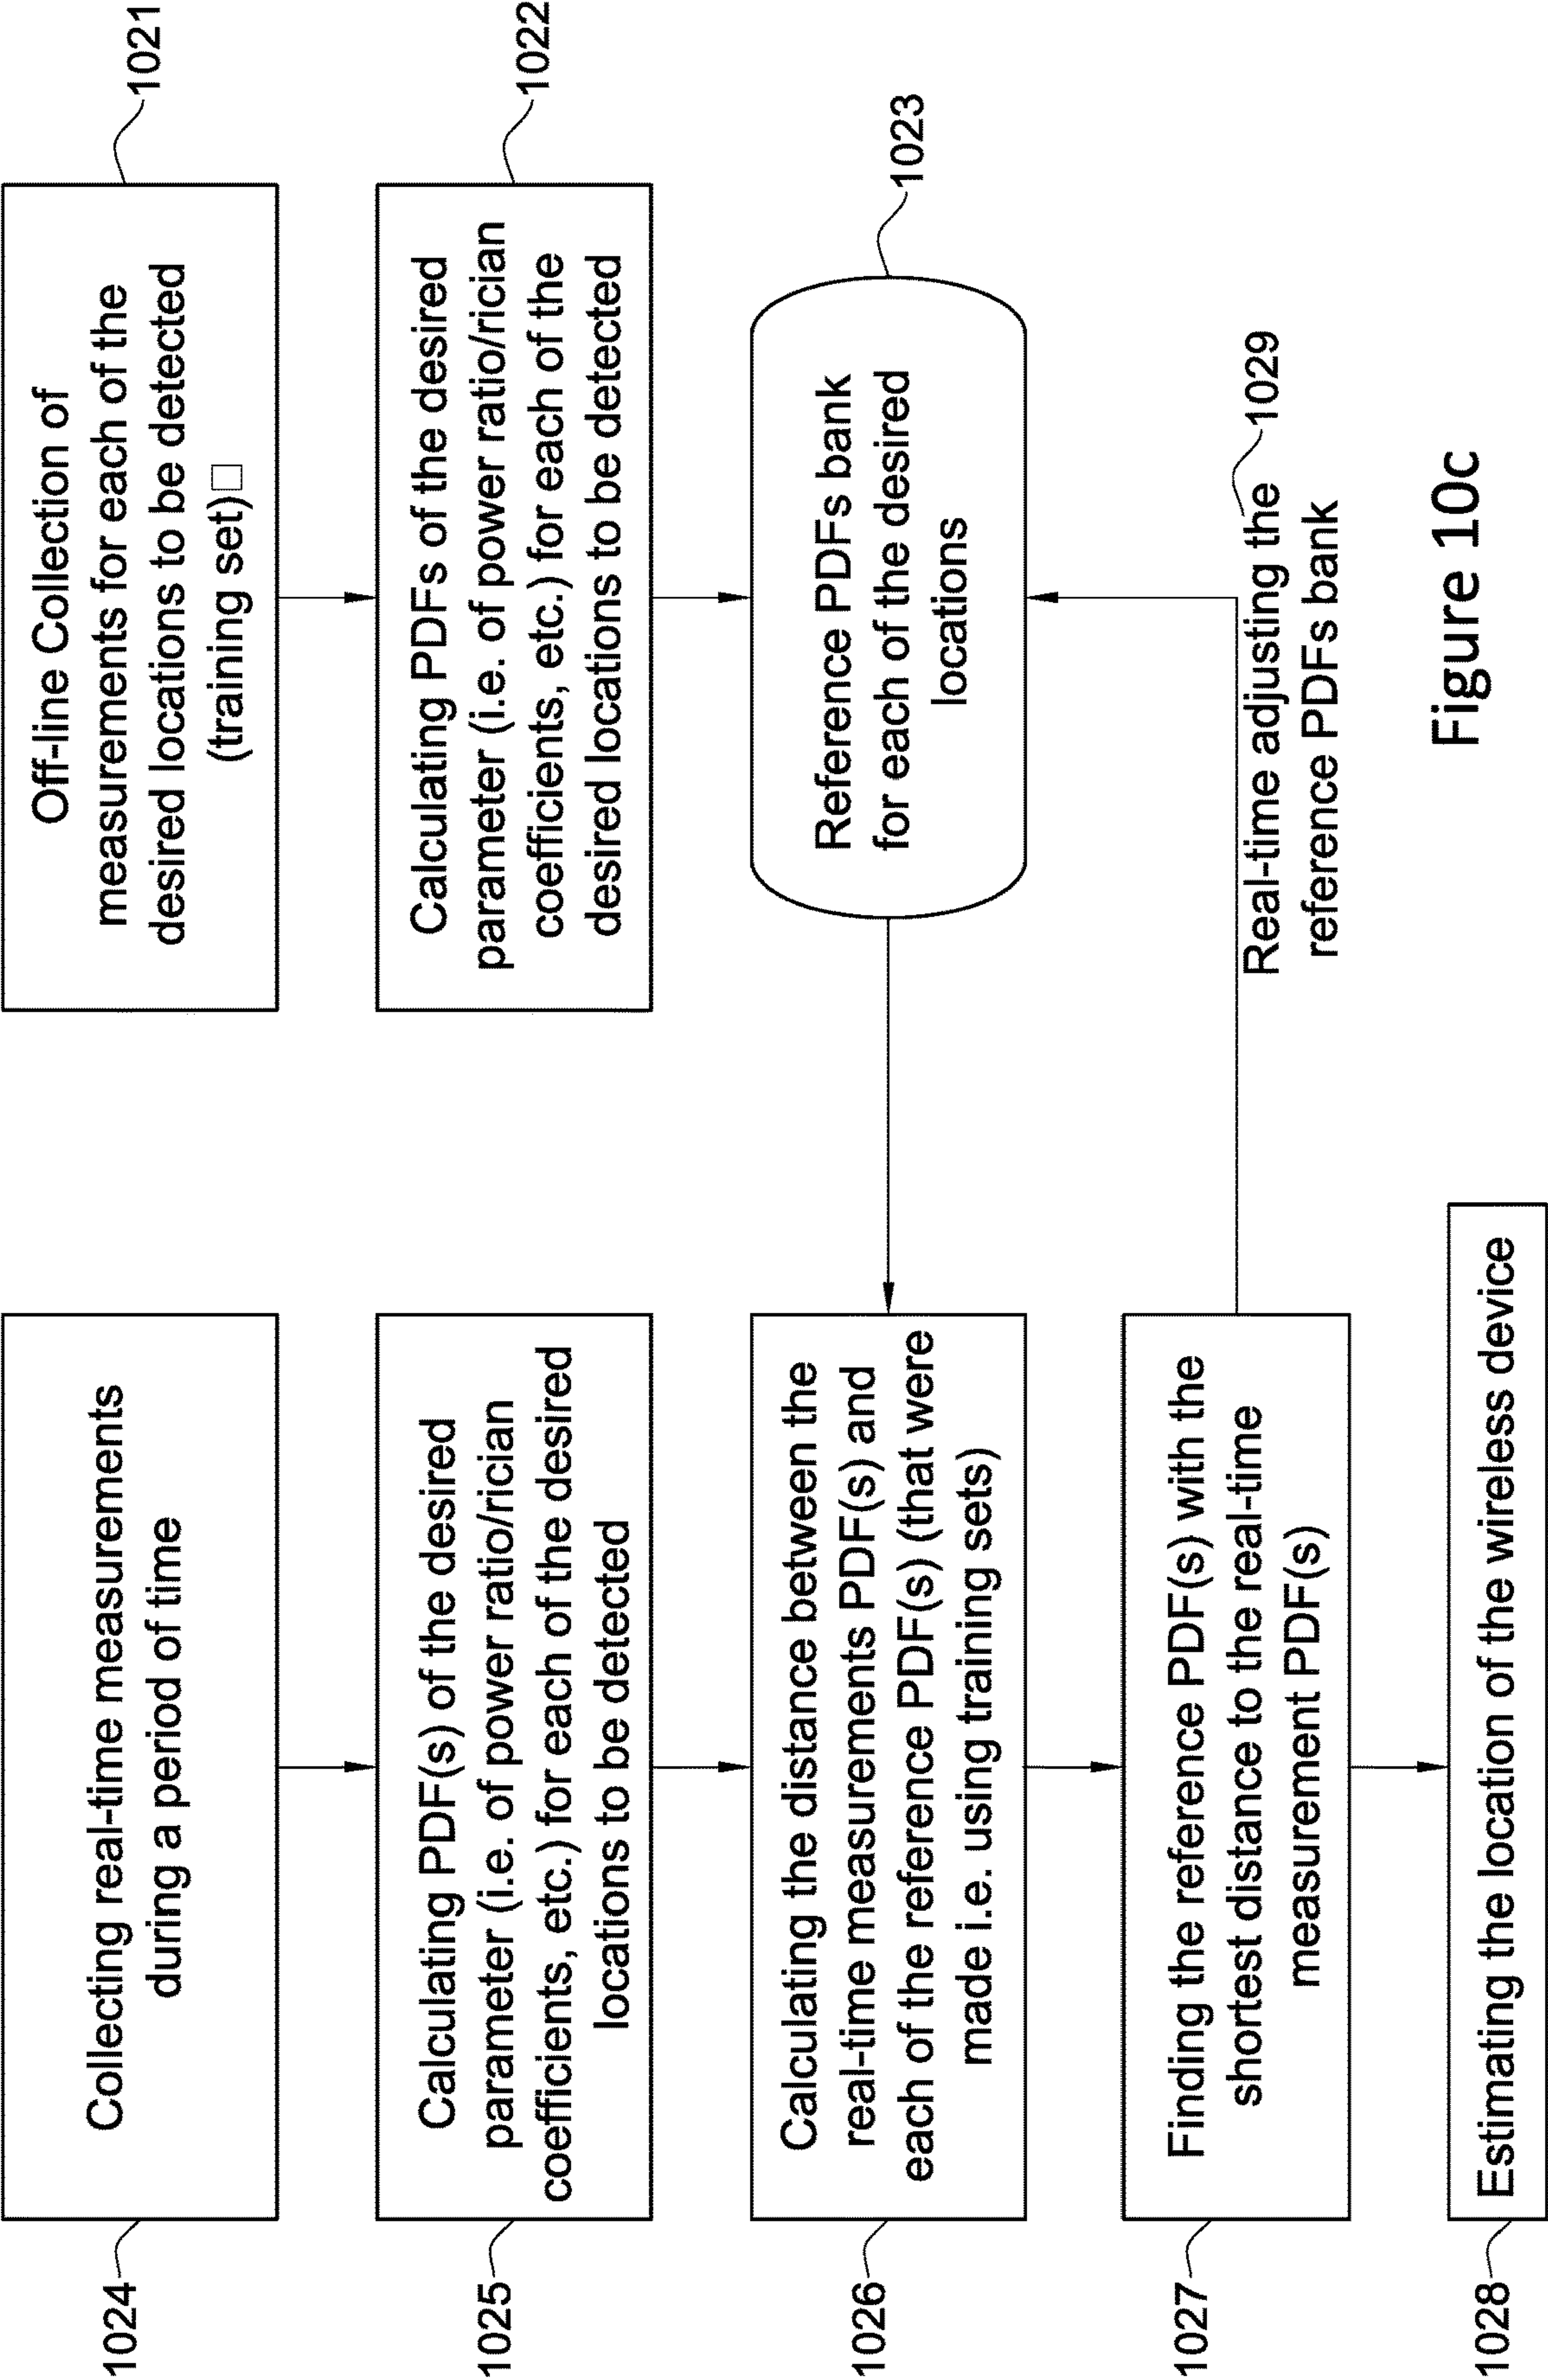 1024
Collecting real-time measurements
during a period of time
1025
Calculating PDF(s) of the desired
parameter (i.e. of power ratio/rician
coefficients, etc.) for each of the desired
locations to be detected
1026
Calculating the distance between the
real-time measurements PDF(s) and
each of the reference PDF(s) (that were
made i.e. using training sets)
1027
Finding the reference PDF(s) with the
shortest distance to the real-time
measurement PDF(s)
1028
Estimating the location of the wireless device
Off-line Collection of
measurements for each of the
desired locations to be detected
(training set)□
1021
Calculating PDFs of the desired
parameter (i.e. of power ratio/rician
coefficients, etc.) for each of the
desired locations to be detected
1022
Reference PDFs bank
for each of the desired
locations
1023
Real-time adjusting the
reference PDFs bank
1029
Figure 10c